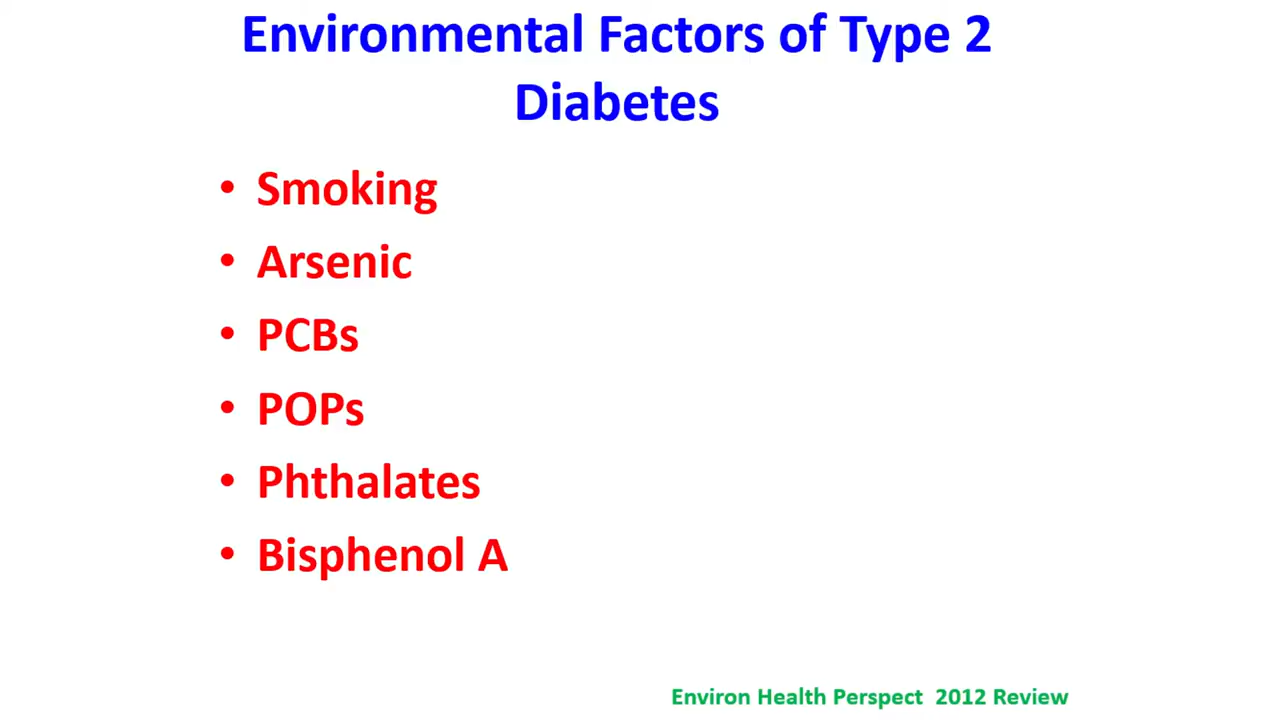 Environmental Factors of Type 2
Diabetes
• Smoking
• Arsenic
• PCBs
• POPs
• Phthalates
• Bisphenol A
Environ Health Perspect  2012 Review